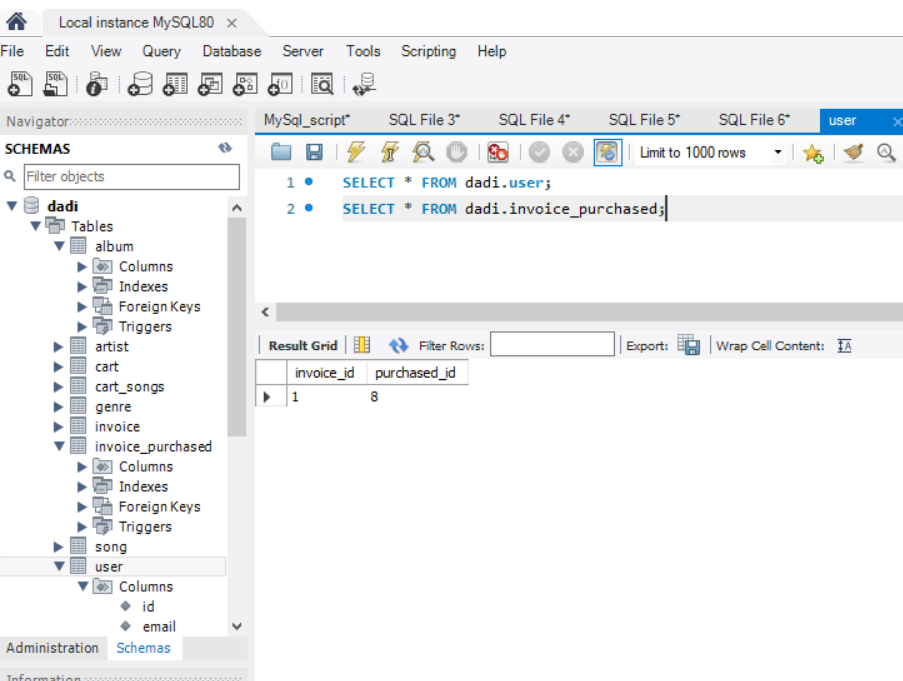 Local instance MySQL80 ×
File Edit View Query Database Server Tools Scripting Help
SQL SQL
Navigator
MySql_script* SQL File 3* SQL File 4* SQL File 5* SQL File 6* user ×
SCHEMAS
Limit to 1000 rows
Filter objects
1 SELECT * FROM dadi.user;
2 SELECT * FROM dadi.invoice_purchased;
dadi
Tables
album
Columns
Indexes
Foreign Keys
Triggers
artist
cart
cart_songs
genre
invoice
invoice_purchased
Columns
Indexes
Foreign Keys
Triggers
song
user
Columns
id
email
Result Grid Filter Rows: Export: Wrap Cell Content: IA
invoice_id purchased_id
1 8
Administration Schemas
Information